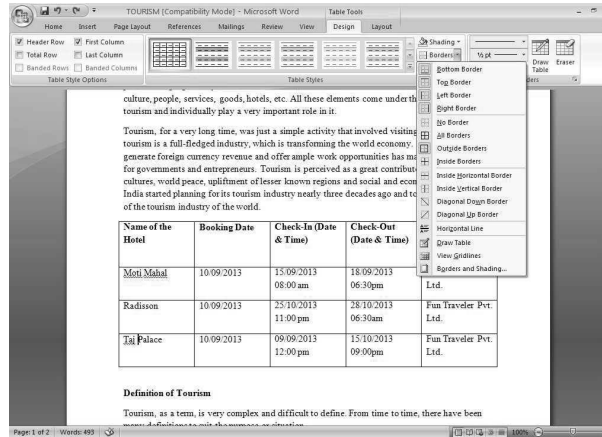 TOURISM [Compatibility Mode] - Microsoft Word
Table Tools
Home Insert Page Layout References Mailings Review View Design Layout
Header Row First Column
Total Row Last Column
Banded Rows Banded Columns
Table Style Options
Table Styles
Shading
Borders
½ pt
Draw Table
Eraser
Bottom Border
Top Border
Left Border
Right Border
No Border
All Borders
Outside Borders
Inside Borders
Inside Horizontal Border
Inside Vertical Border
Diagonal Down Border
Diagonal Up Border
Horizontal Line
Draw Table
View Gridlines
Borders and Shading...
culture, people, services, goods, hotels, etc. All these elements come under th
tourism and individually play a very important role in it.
Tourism, for a very long time, was just a simple activity that involved visiting
tourism is a full-fledged industry, which is transforming the world economy.
generate foreign currency revenue and offer ample work opportunities has ma
for governments and entrepreneurs. Tourism is perceived as a great contribut
cultures, world peace, upliftment of lesser known regions and social and econ
India started planning for its tourism industry nearly three decades ago and to
of the tourism industry of the world.
Name of the Hotel Booking Date Check-In (Date & Time) Check-Out (Date & Time)
Moti Mahal 10/09/2013 15/09/2013 08:00 am 18/09/2013 06:30pm Ltd.
Radisson 10/09/2013 25/10/2013 11:00 pm 28/10/2013 06:30am Fun Traveler Pvt. Ltd.
Taj Palace 10/09/2013 09/09/2013 12:00 pm 15/10/2013 09:00pm Fun Traveler Pvt. Ltd.
Definition of Tourism
Tourism, as a term, is very complex and difficult to define. From time to time, there have been
Page: 1 of 2 Words: 493 100%